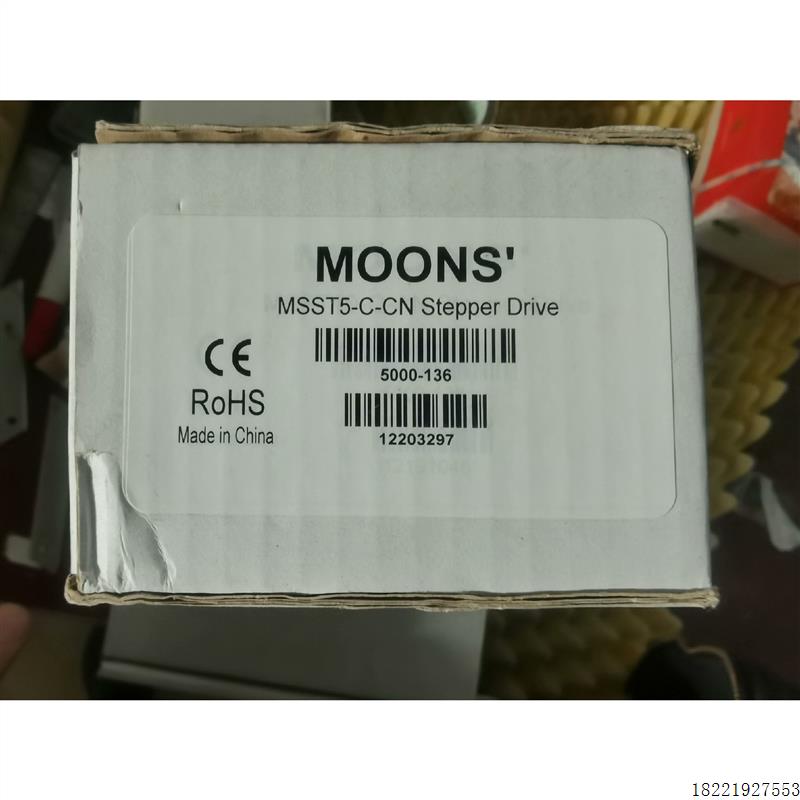 MOONS'
MSST5-C-CN Stepper Drive
5000-136
CE
RoHS
Made in China
12203297
18221927553